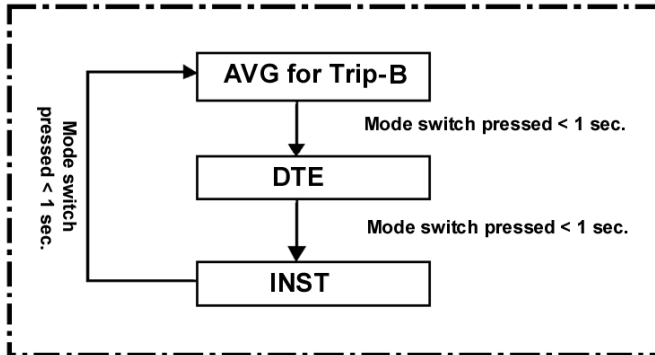 AVG for Trip-B
Mode switch pressed < 1 sec.
DTE
Mode switch pressed < 1 sec.
INST
Mode switch
pressed < 1 sec.